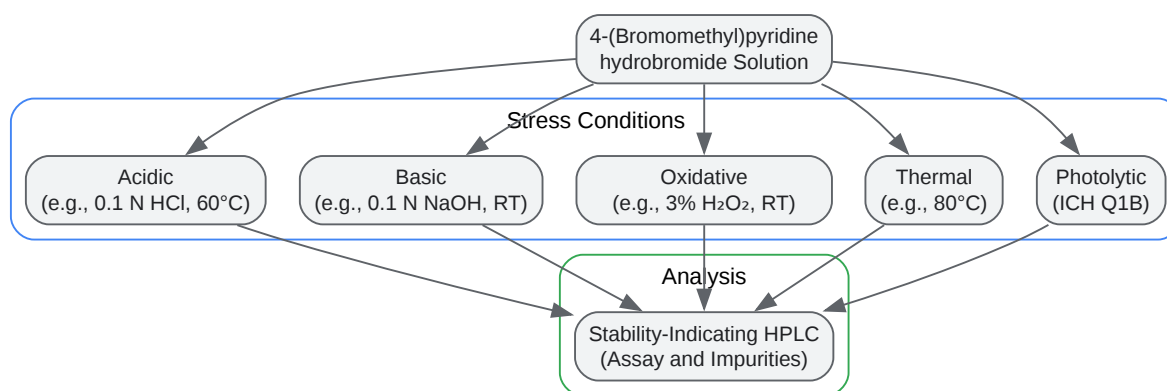 4-(Bromomethyl)pyridine
hydrobromide Solution
Stress Conditions
Acidic
(e.g., 0.1 N HCl, 60°C)
Basic
(e.g., 0.1 N NaOH, RT)
Oxidative
(e.g., 3% H₂O₂, RT)
Thermal
(e.g., 80°C)
Photolytic
(ICH Q1B)
Analysis
Stability-Indicating HPLC
(Assay and Impurities)